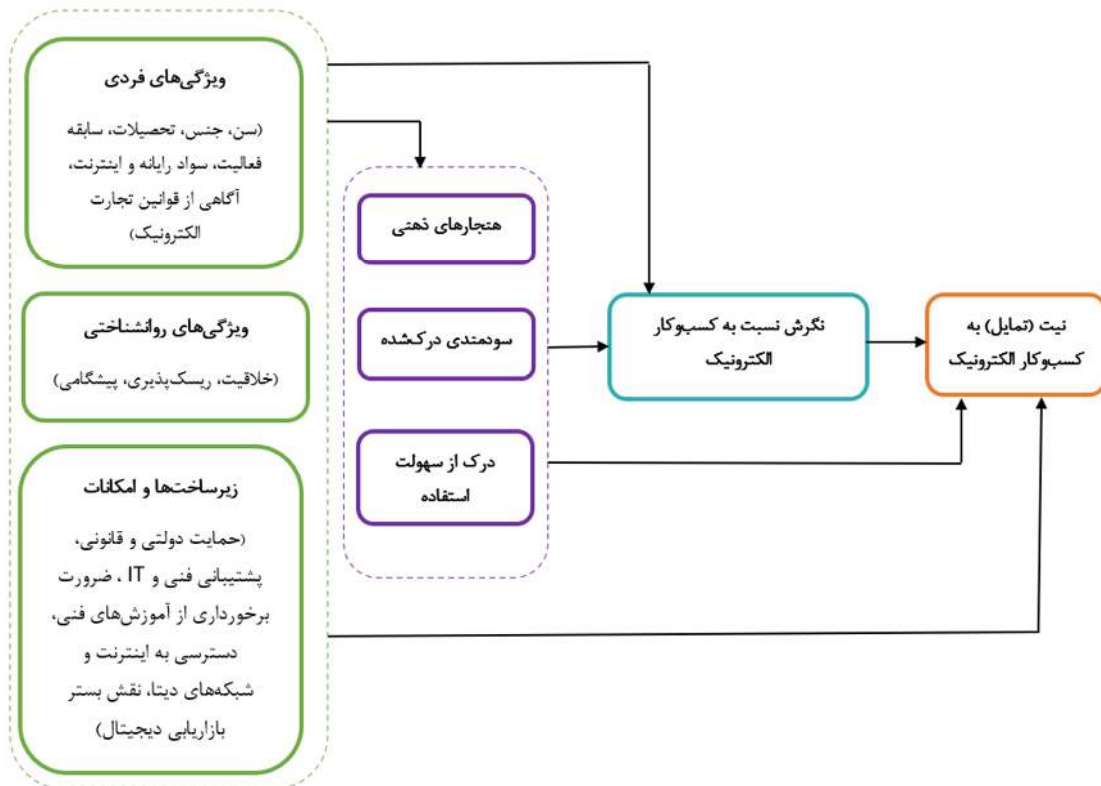 ویژگی‌های فردی
(سن، جنس، تحصیلات، سابقه
فعالیت، سواد رایانه و اینترنت،
آگاهی از قوانین تجارت
الکترونیک)
ویژگی‌های روانشناختی
(خلاقیت، ریسک‌پذیری، پیشگامی)
زیرساخت‌ها و امکانات
(حمایت دولتی و قانونی،
پشتیبانی فنی و IT ، ضرورت
برخورداری از آموزش‌های فنی،
دسترسی به اینترنت و
شبکه‌های دیتا، نقش بستر
بازاریابی دیجیتال)
هنجارهای ذهنی
سودمندی درک‌شده
درک از سهولت
استفاده
نگرش نسبت به کسب‌وکار
الکترونیک
نیت (تمایل) به
کسب‌وکار الکترونیک